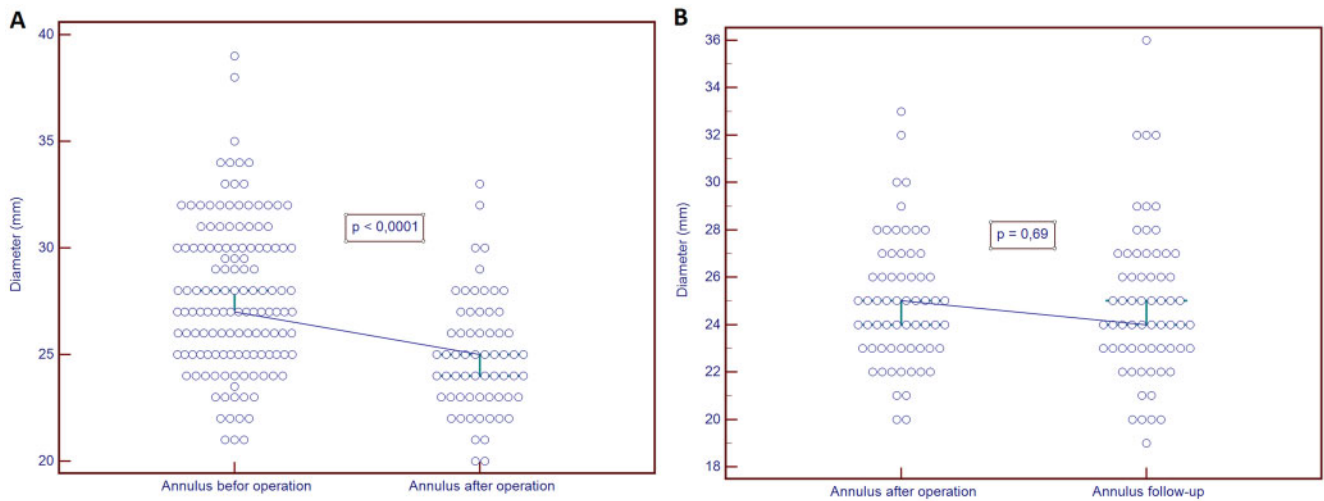 A
40
35
30
25
20
Diameter (mm)
p < 0,0001
Annulus befor operation
Annulus after operation
B
36
34
32
30
28
26
24
22
20
18
Diameter (mm)
p = 0,69
Annulus after operation
Annulus follow-up